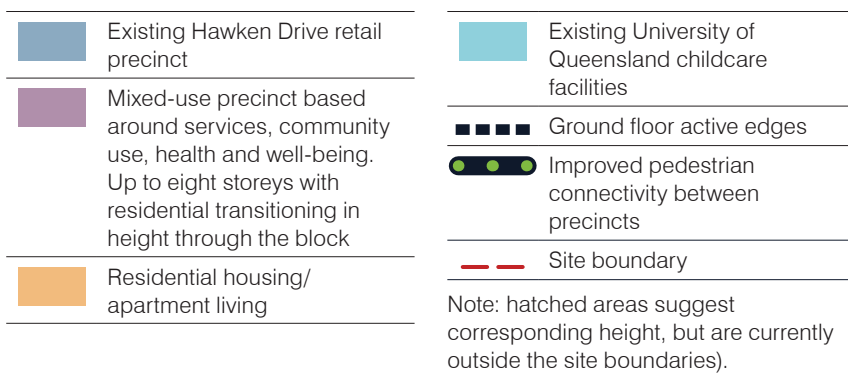 Existing Hawken Drive retail
precinct
Mixed-use precinct based
around services, community
use, health and well-being.
Up to eight storeys with
residential transitioning in
height through the block
Residential housing/
apartment living
Existing University of
Queensland childcare
facilities
Ground floor active edges
Improved pedestrian
connectivity between
precincts
Site boundary
Note: hatched areas suggest
corresponding height, but are currently
outside the site boundaries).